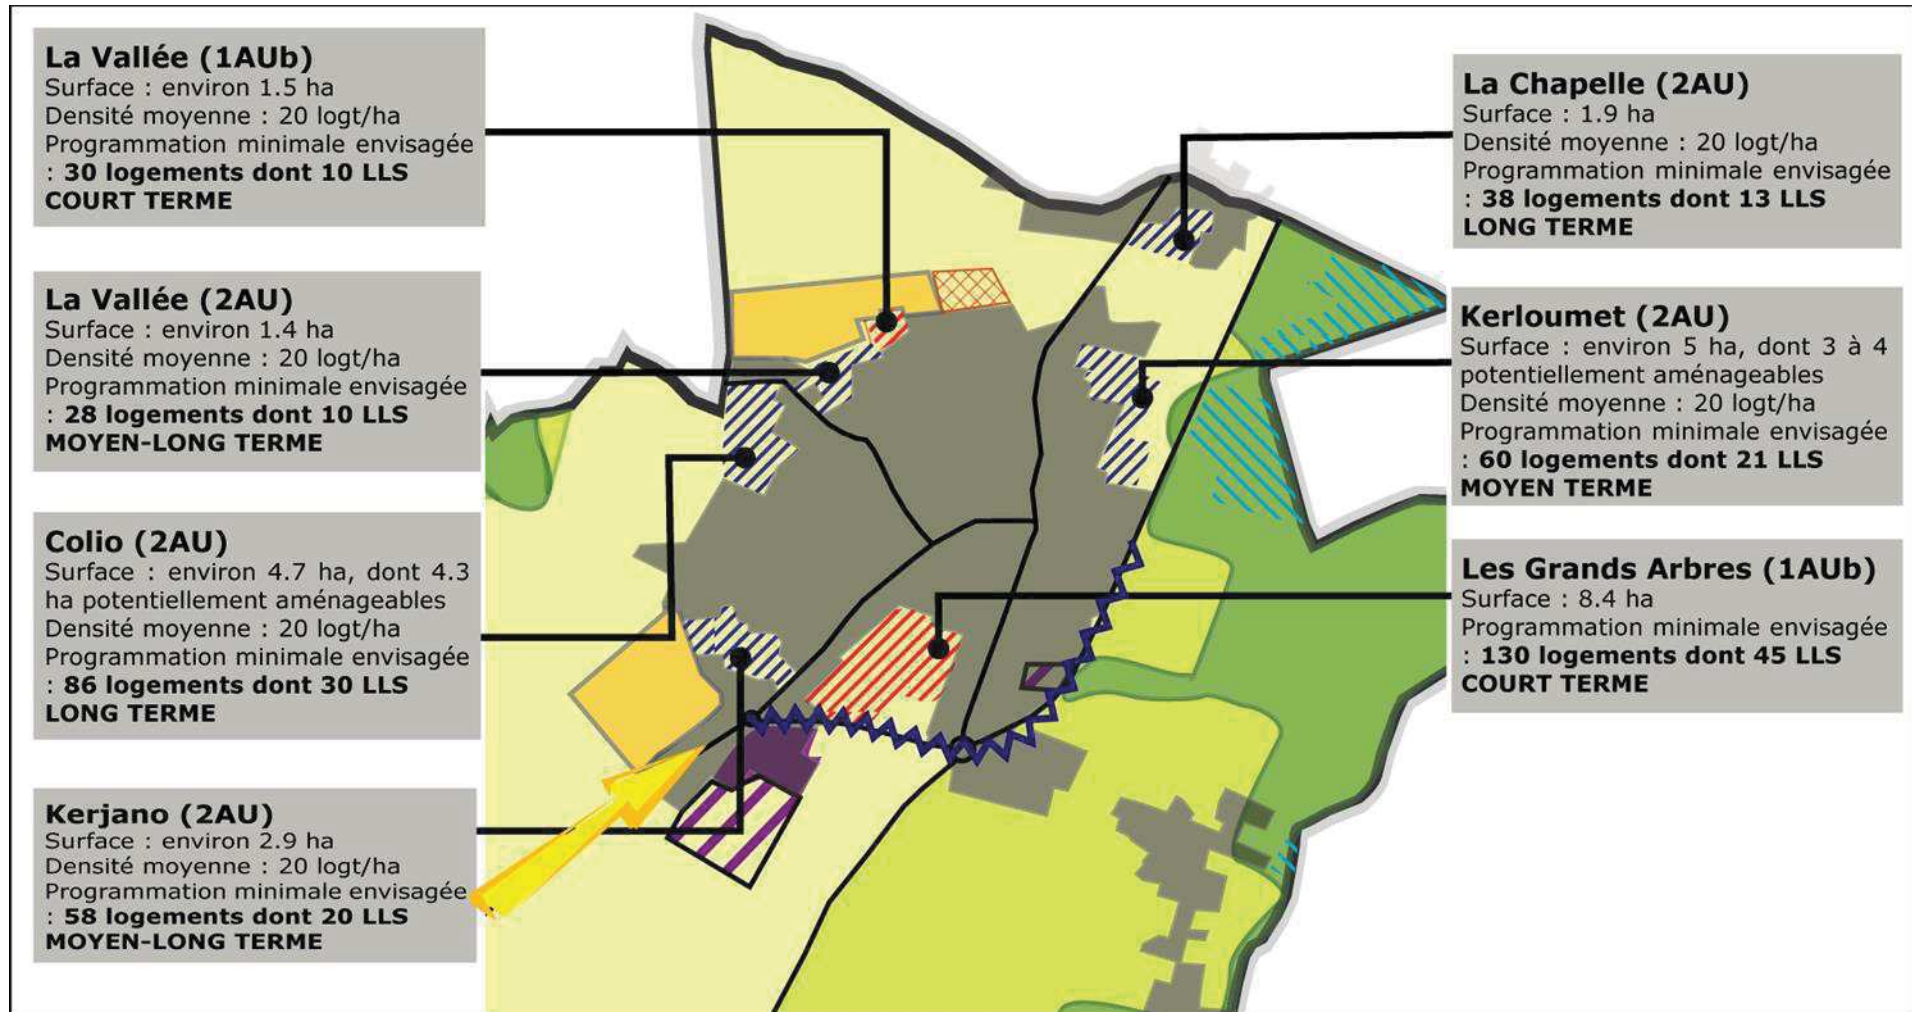 La Vallée (1AUb)
Surface : environ 1.5 ha
Densité moyenne : 20 logt/ha
Programmation minimale envisagée
: 30 logements dont 10 LLS
COURT TERME
La Vallée (2AU)
Surface : environ 1.4 ha
Densité moyenne : 20 logt/ha
Programmation minimale envisagée
: 28 logements dont 10 LLS
MOYEN-LONG TERME
Colio (2AU)
Surface : environ 4.7 ha, dont 4.3
ha potentiellement aménageables
Densité moyenne : 20 logt/ha
Programmation minimale envisagée
: 86 logements dont 30 LLS
LONG TERME
Kerjano (2AU)
Surface : environ 2.9 ha
Densité moyenne : 20 logt/ha
Programmation minimale envisagée
: 58 logements dont 20 LLS
MOYEN-LONG TERME
La Chapelle (2AU)
Surface : 1.9 ha
Densité moyenne : 20 logt/ha
Programmation minimale envisagée
: 38 logements dont 13 LLS
LONG TERME
Kerloumet (2AU)
Surface : environ 5 ha, dont 3 à 4
potentiellement aménageables
Densité moyenne : 20 logt/ha
Programmation minimale envisagée
: 60 logements dont 21 LLS
MOYEN TERME
Les Grands Arbres (1AUb)
Surface : 8.4 ha
Programmation minimale envisagée
: 130 logements dont 45 LLS
COURT TERME